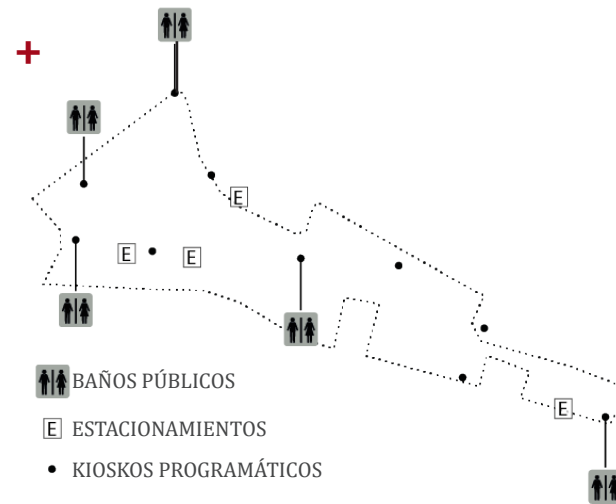 E
E
E
BAÑOS PÚBLICOS
E
E ESTACIONAMIENTOS
KIOSKOS PROGRAMÁTICOS